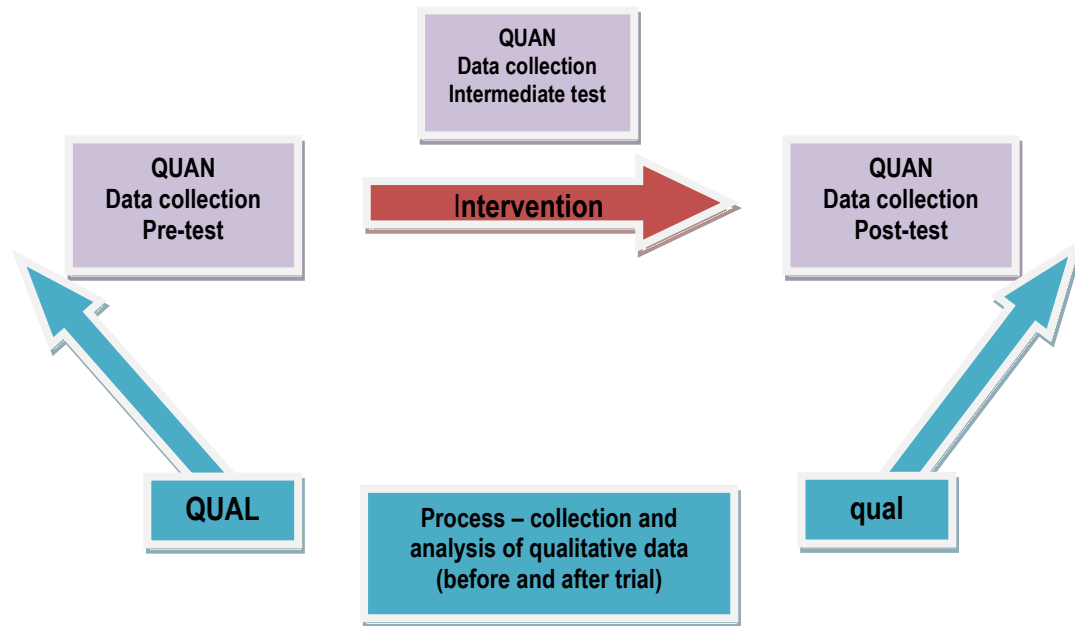 QUAN
Data collection
Intermediate test
QUAN
Data collection
Pre-test
Intervention
QUAN
Data collection
Post-test
QUAL
Process – collection and
analysis of qualitative data
(before and after trial)
qual